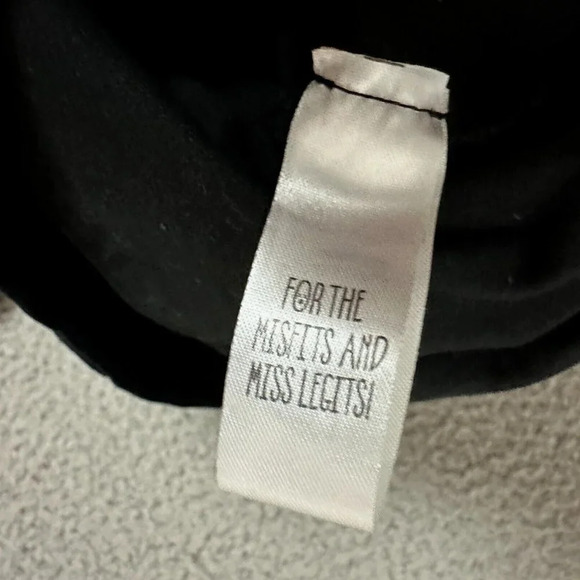 FOR THE
MISFITS AND
MISS LEGITS!